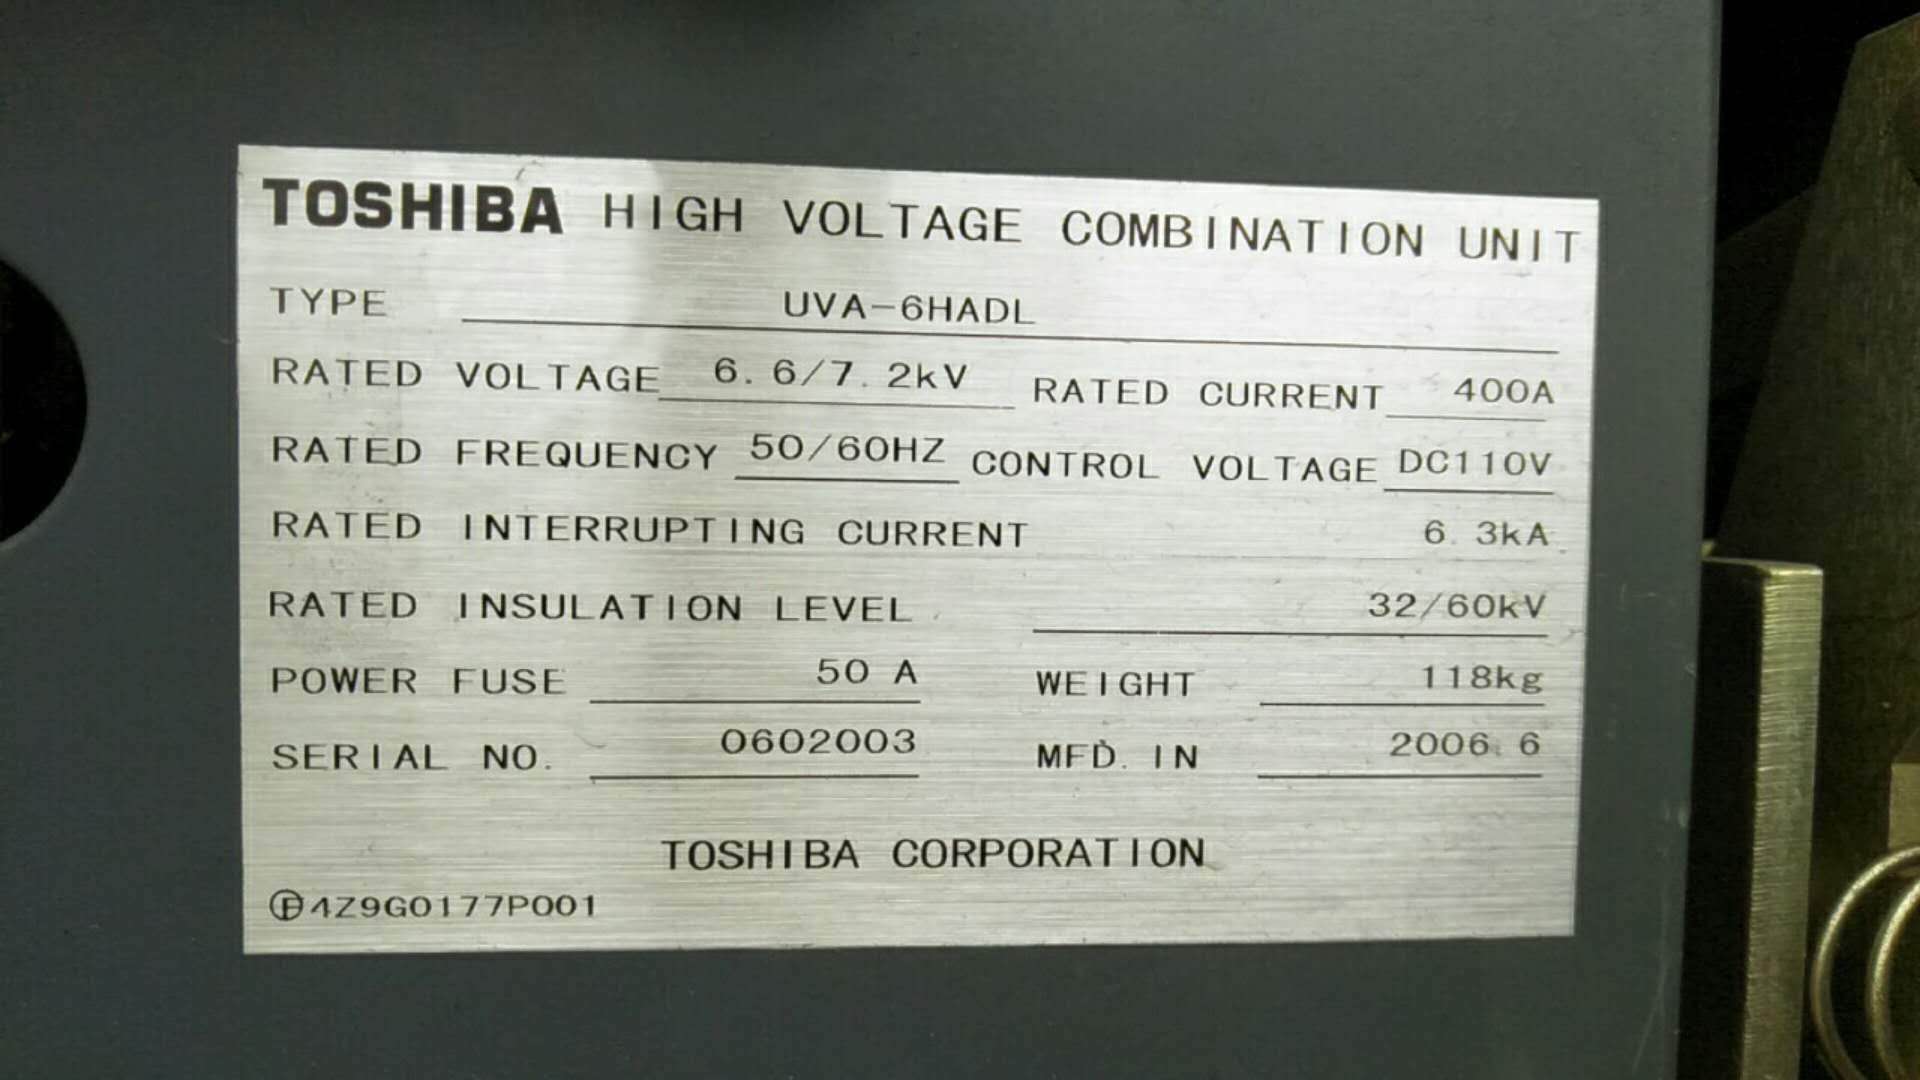 TOSHIBA HIGH VOLTAGE COMBINATION UNIT
TYPE UVA-6HADL
RATED VOLTAGE 6.6/7.2kV RATED CURRENT 400A
RATED FREQUENCY 50/60HZ CONTROL VOLTAGE DC110V
RATED INTERRUPTING CURRENT 6.3kA
RATED INSULATION LEVEL 32/60kV
POWER FUSE 50 A WEIGHT 118kg
SERIAL NO. 0602003 MFD. IN 2006.6
TOSHIBA CORPORATION
Ⓕ4Z9G0177P001